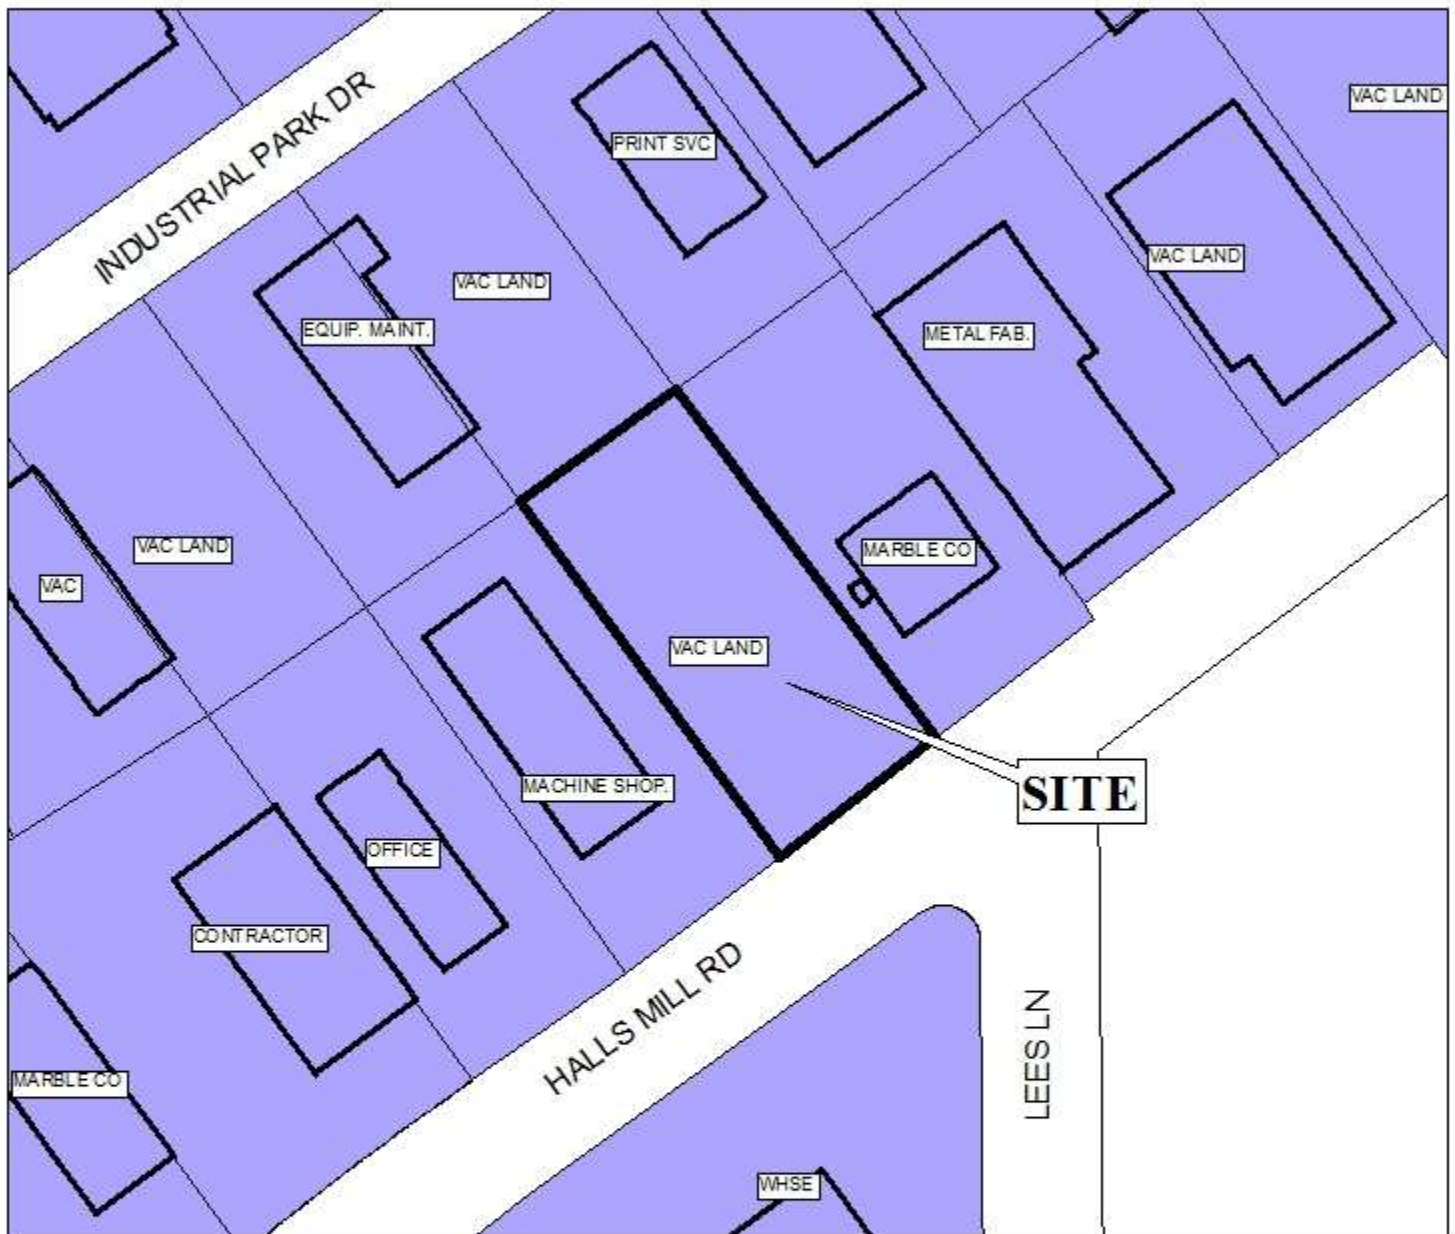 VAC LAND
INDUSTRIAL PARK DR
PRINT SVC
VAC LAND
VAC LAND
EQUIP. MAINT.
METAL FAB.
VAC LAND
MARBLE CO
VAC
VAC LAND
MACHINE SHOP.
SITE
OFFICE
CONTRACTOR
HALLS MILL RD
LEES LN
MARBLE CO
WHSE